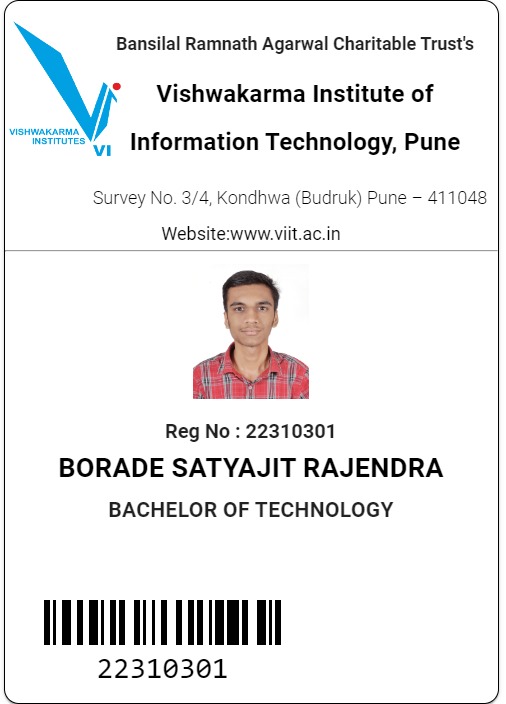 Bansilal Ramnath Agarwal Charitable Trust's
Vishwakarma Institute of
Information Technology, Pune
VISHWAKARMA
INSTITUTES
VI
Survey No. 3/4, Kondhwa (Budruk) Pune – 411048
Website:www.viit.ac.in
Reg No : 22310301
BORADE SATYAJIT RAJENDRA
BACHELOR OF TECHNOLOGY
22310301